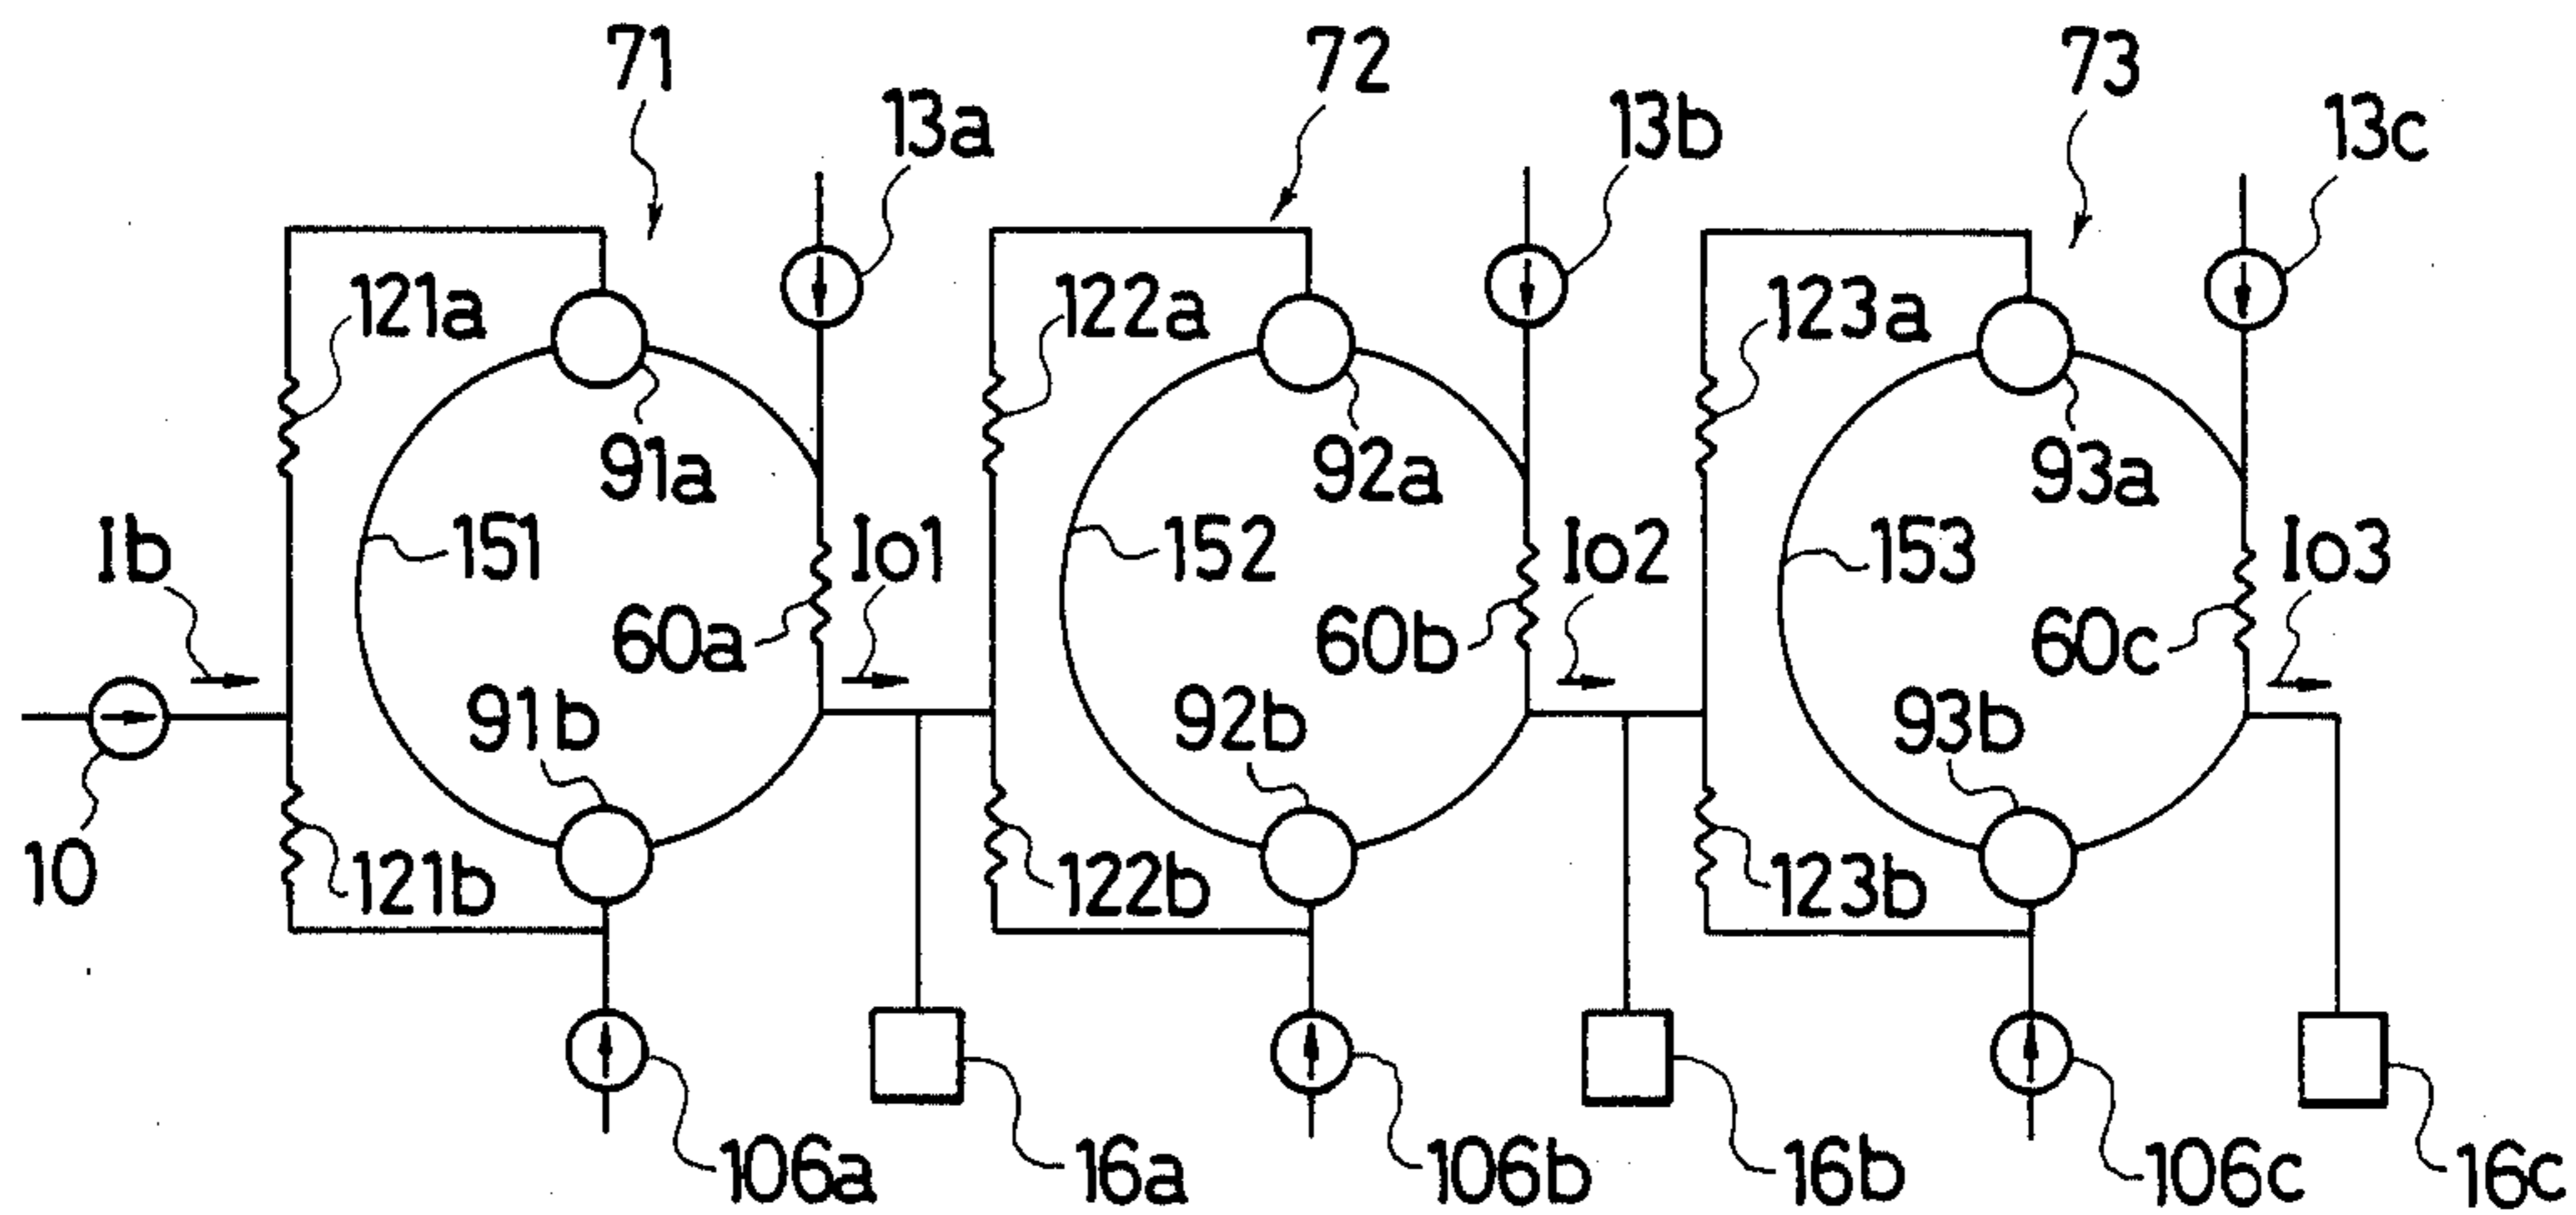 71 72 73
13a 13b 13c
121a 122a 123a
91a 92a 93a
Ib 151 Io1 152 Io2 153 Io3
60a 60b 60c
91b 92b 93b
10 121b 122b 123b
106a 16a 106b 16b 106c 16c